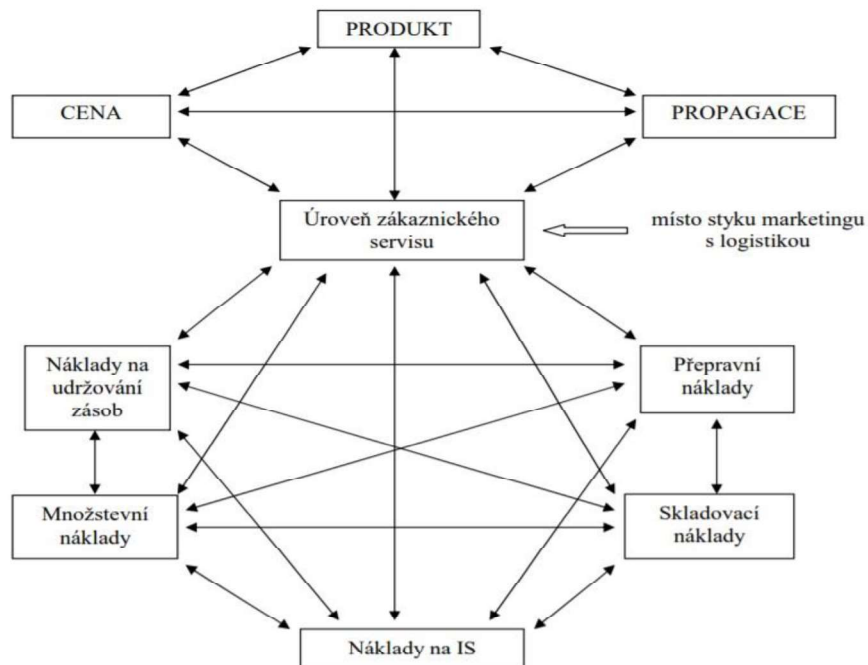 PRODUKT
CENA
PROPAGACE
Úroveň zákaznického
servisu
místo styku marketingu
s logistikou
Náklady na
udržování
zásob
Přepravní
náklady
Množstevní
náklady
Skladovací
náklady
Náklady na IS